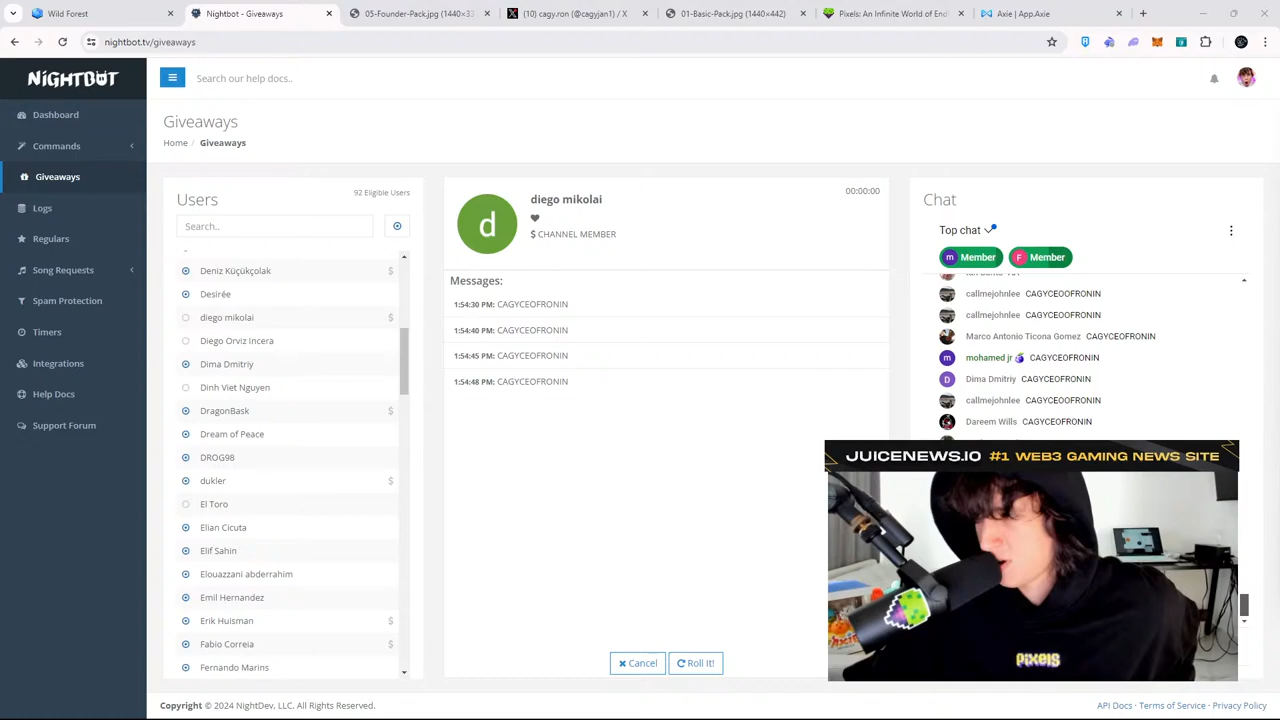 Wild Forest
Nightbot - Giveaways
05-Founder-Pack.jpg (1440×33
(10) cagy.ron (@cagyjan1) / X
01-Base-Pack.jpg (1440×442)
Pixels: An Infinite World of End
Axie | App.Axie
nightbot.tv/giveaways
NiGHTBOT
Search our help docs..
Dashboard
Commands
Giveaways
Logs
Regulars
Song Requests
Spam Protection
Timers
Integrations
Help Docs
Support Forum
Giveaways
Home / Giveaways
Users
92 Eligible Users
Search..
Deniz Küçükçolak $
Desirée
diego mikolai $
Diego Orviz Incera
Dima Dmitriy
Dinh Viet Nguyen
DragonBask $
Dream of Peace
DROG98
dukler $
El Toro
Elian Cicuta
Elif Sahin
Elouazzani abderrahim
Emil Hernandez
Erik Huisman $
Fabio Correia $
Fernando Marins
d
diego mikolai
00:00:00
$ CHANNEL MEMBER
Messages:
1:54:30 PM: CAGYCEOFRONIN
1:54:40 PM: CAGYCEOFRONIN
1:54:45 PM: CAGYCEOFRONIN
1:54:48 PM: CAGYCEOFRONIN
Cancel
Roll It!
Chat
Top chat
m Member
F Member
callmejohnlee CAGYCEOOFRONIN
callmejohnlee CAGYCEOOFRONIN
Marco Antonio Ticona Gomez CAGYCEOFRONIN
m mohamed jr CAGYCEOFRONIN
D Dima Dmitriy CAGYCEOFRONIN
callmejohnlee CAGYCEOOFRONIN
Dareem Wills CAGYCEOFRONIN
JUICENEWS.IO #1 WEB3 GAMING NEWS SITE
PIXELS
Copyright © 2024 NightDev, LLC. All Rights Reserved.
API Docs · Terms of Service · Privacy Policy